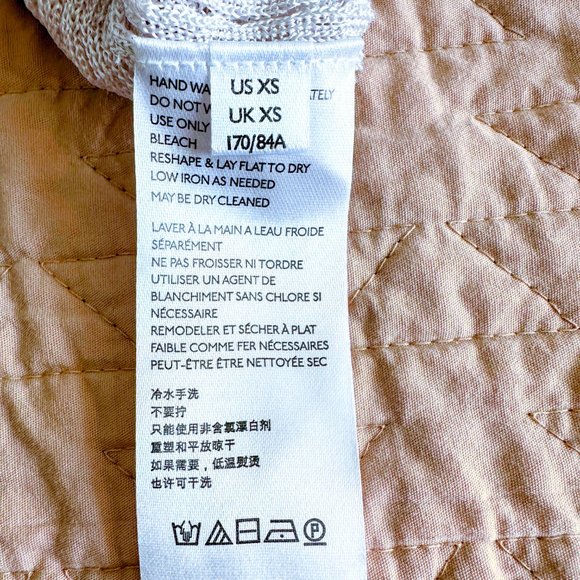 US XS
UK XS
170/84A
HAND WA ATELY
DO NOT W
USE ONLY
BLEACH
RESHAPE & LAY FLAT TO DRY
LOW IRON AS NEEDED
MAY BE DRY CLEANED
LAVER À LA MAIN A LEAU FROIDE
SÉPARÉMENT
NE PAS FROISSER NI TORDRE
UTILISER UN AGENT DE
BLANCHIMENT SANS CHLORE SI
NÉCESSAIRE
REMODELER ET SÉCHER À PLAT
FAIBLE COMME FER NÉCESSAIRES
PEUT-ÊTRE ÊTRE NETTOYÉE SEC
冷水手洗
不要拧
只能使用非含氯漂白剂
重塑和平放晾干
如果需要，低温熨烫
也许可干洗
P